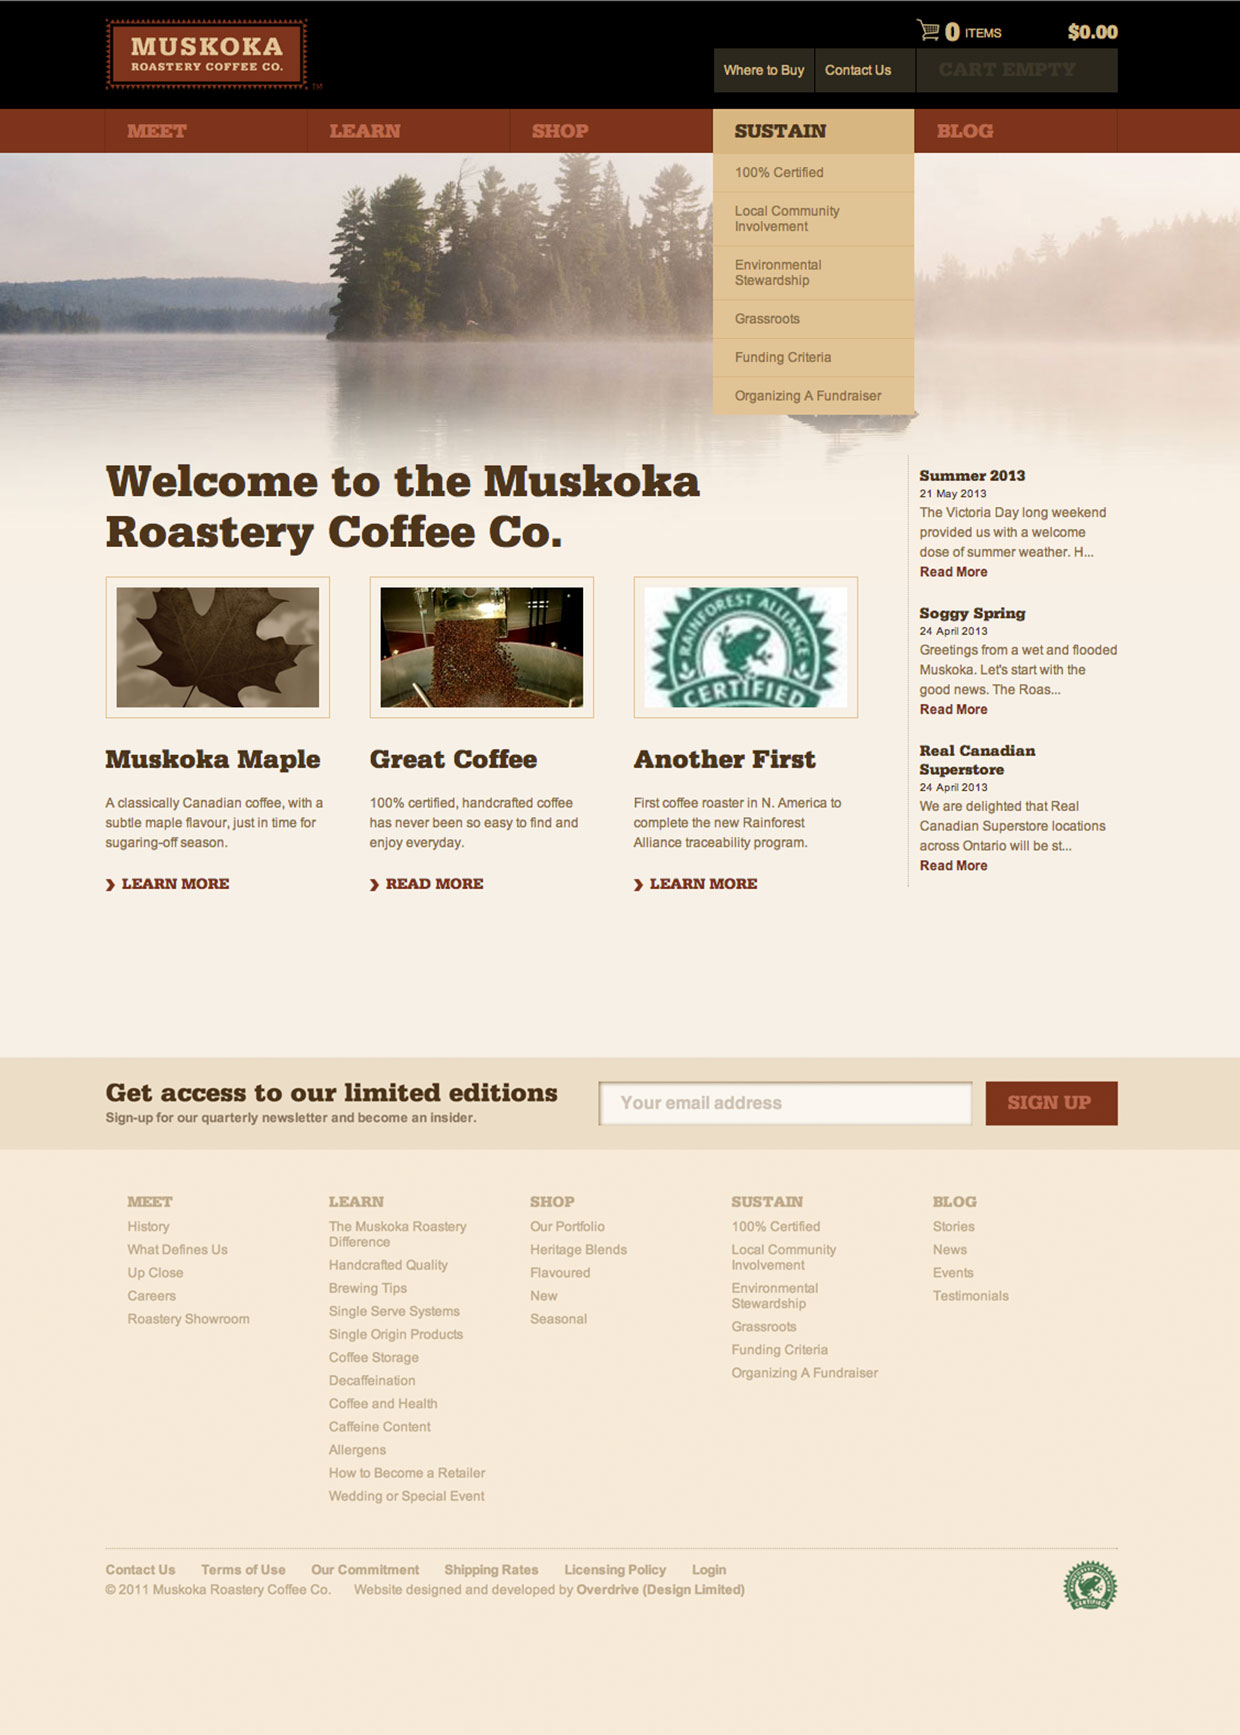 MUSKOKA
ROASTERY COFFEE CO.
TM
0 ITEMS $0.00
Where to Buy Contact Us CART EMPTY
MEET LEARN SHOP SUSTAIN BLOG
100% Certified
Local Community
Involvement
Environmental
Stewardship
Grassroots
Funding Criteria
Organizing A Fundraiser
Welcome to the Muskoka
Roastery Coffee Co.
RAINFOREST ALLIANCE
CERTIFIED
Muskoka Maple
A classically Canadian coffee, with a
subtle maple flavour, just in time for
sugaring-off season.
LEARN MORE
Great Coffee
100% certified, handcrafted coffee
has never been so easy to find and
enjoy everyday.
READ MORE
Another First
First coffee roaster in N. America to
complete the new Rainforest
Alliance traceability program.
LEARN MORE
Summer 2013
21 May 2013
The Victoria Day long weekend
provided us with a welcome
dose of summer weather. H...
Read More
Soggy Spring
24 April 2013
Greetings from a wet and flooded
Muskoka. Let's start with the
good news. The Roas...
Read More
Real Canadian
Superstore
24 April 2013
We are delighted that Real
Canadian Superstore locations
across Ontario will be st...
Read More
Get access to our limited editions
Sign-up for our quarterly newsletter and become an insider.
Your email address
SIGN UP
MEET
History
What Defines Us
Up Close
Careers
Roastery Showroom
LEARN
The Muskoka Roastery
Difference
Handcrafted Quality
Brewing Tips
Single Serve Systems
Single Origin Products
Coffee Storage
Decaffeination
Coffee and Health
Caffeine Content
Allergens
How to Become a Retailer
Wedding or Special Event
SHOP
Our Portfolio
Heritage Blends
Flavoured
New
Seasonal
SUSTAIN
100% Certified
Local Community
Involvement
Environmental
Stewardship
Grassroots
Funding Criteria
Organizing A Fundraiser
BLOG
Stories
News
Events
Testimonials
Contact Us Terms of Use Our Commitment Shipping Rates Licensing Policy Login
© 2011 Muskoka Roastery Coffee Co. Website designed and developed by Overdrive (Design Limited)
RAINFOREST ALLIANCE
CERTIFIED